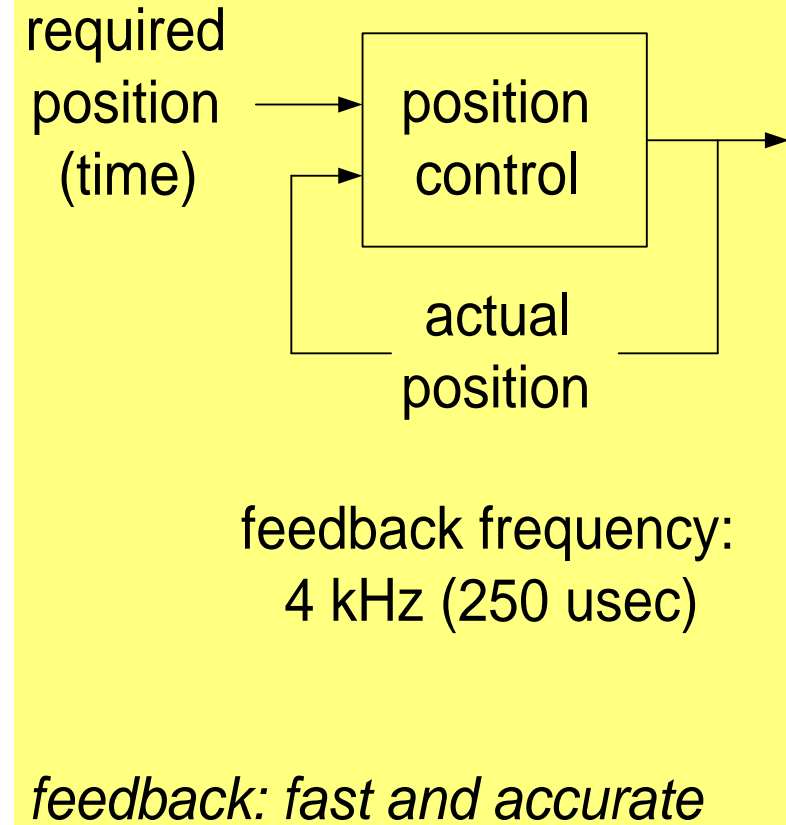 required
position
(time)
position
control
actual
position
feedback frequency:
4 kHz (250 usec)
feedback: fast and accurate